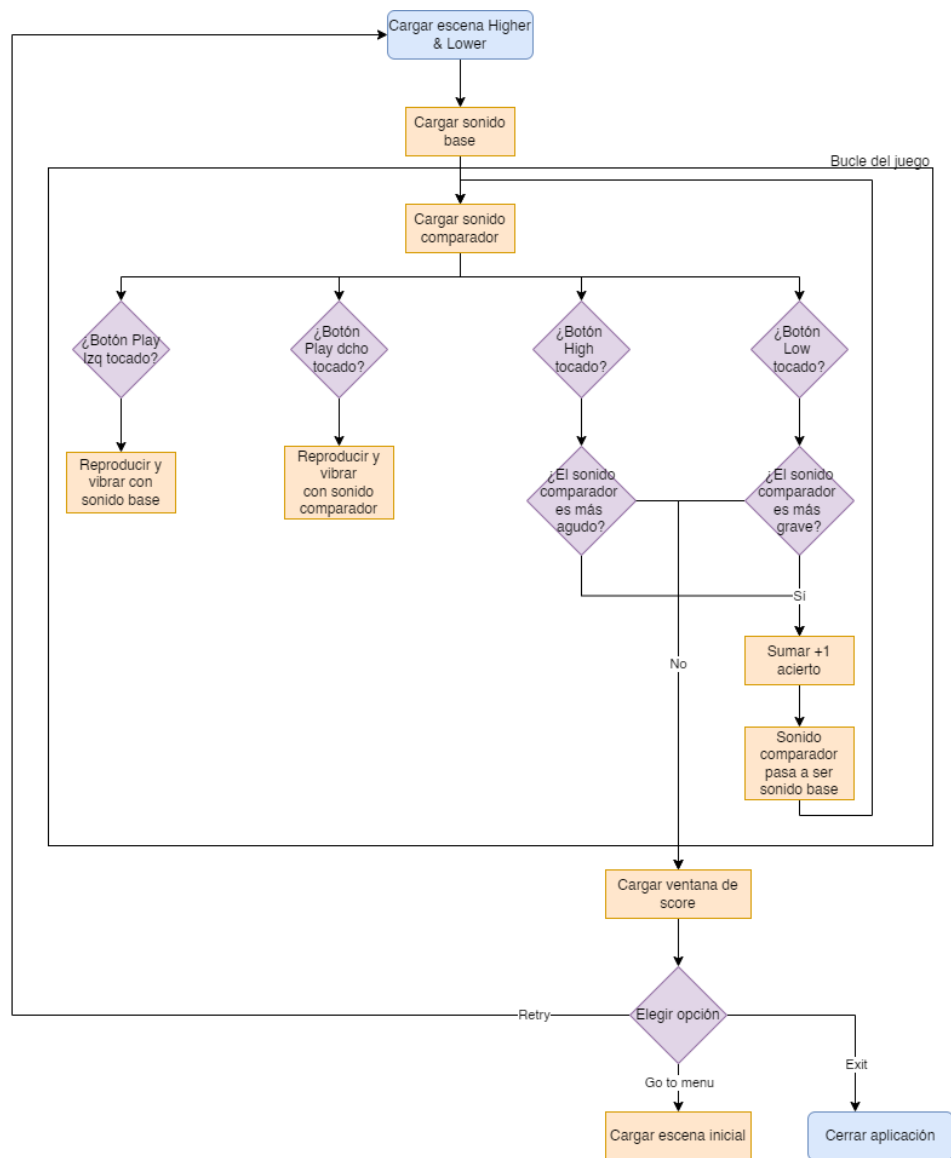 Cargar escena Higher
& Lower
Cargar sonido
base
Bucle del juego
Cargar sonido
comparador
¿Botón Play
Izq tocado?
¿Botón
Play dcho
tocado?
¿Botón
High
tocado?
¿Botón
Low
tocado?
Reproducir y
vibrar con
sonido base
Reproducir y
vibrar
con sonido
comparador
¿El sonido
comparador
es más
agudo?
¿El sonido
comparador
es más
grave?
Sí
No
Sumar +1
acierto
Sonido
comparador
pasa a ser
sonido base
Cargar ventana de
score
Retry
Elegir opción
Exit
Go to menu
Cargar escena inicial
Cerrar aplicación